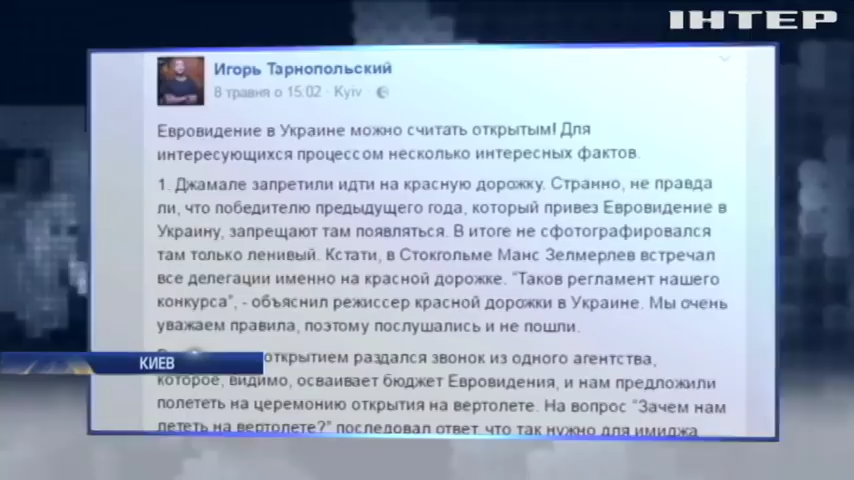 ІНТЕР
Игорь Тарнопольский
8 травня о 15:02 · Kyiv ·
Евровидение в Украине можно считать открытым! Для
интересующихся процессом несколько интересных фактов.
1. Джамале запретили идти на красную дорожку. Странно, не правда
ли, что победителю предыдущего года, который привез Евровидение в
Украину, запрещают там появляться. В итоге не сфотографировался
там только ленивый. Кстати, в Стокгольме Манс Зелмерлев встречал
все делегации именно на красной дорожке. "Таков регламент нашего
конкурса", - объяснил режиссер красной дорожки в Украине. Мы очень
уважаем правила, поэтому послушались и не пошли.
открытием раздался звонок из одного агентства,
КИЕВ
которое, видимо, осваивает бюджет Евровидения, и нам предложили
полететь на церемонию открытия на вертолете. На вопрос "Зачем нам
лететь на вертолете?" последовал ответ, что так нужно для имиджа